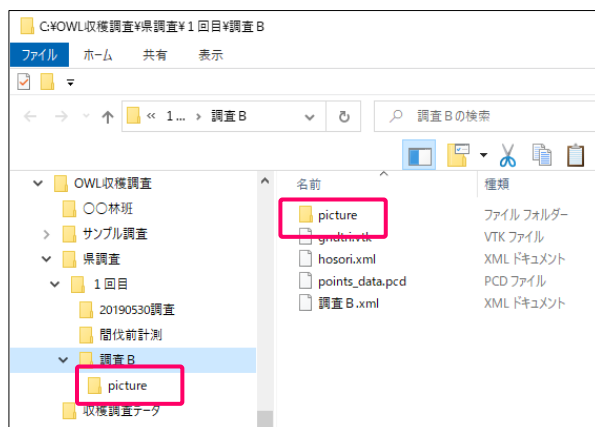 C:¥OWL収穫調査¥県調査¥1回目¥調査B
ファイル ホーム 共有 表示
« 1... › 調査B
調査Bの検索
OWL収穫調査
〇〇林班
サンプル調査
県調査
1回目
20190530調査
間伐前計測
調査B
picture
収穫調査データ
名前 種類
picture ファイル フォルダー
gndtri.vtk VTK ファイル
hosori.xml XML ドキュメント
points_data.pcd PCD ファイル
調査B.xml XML ドキュメント